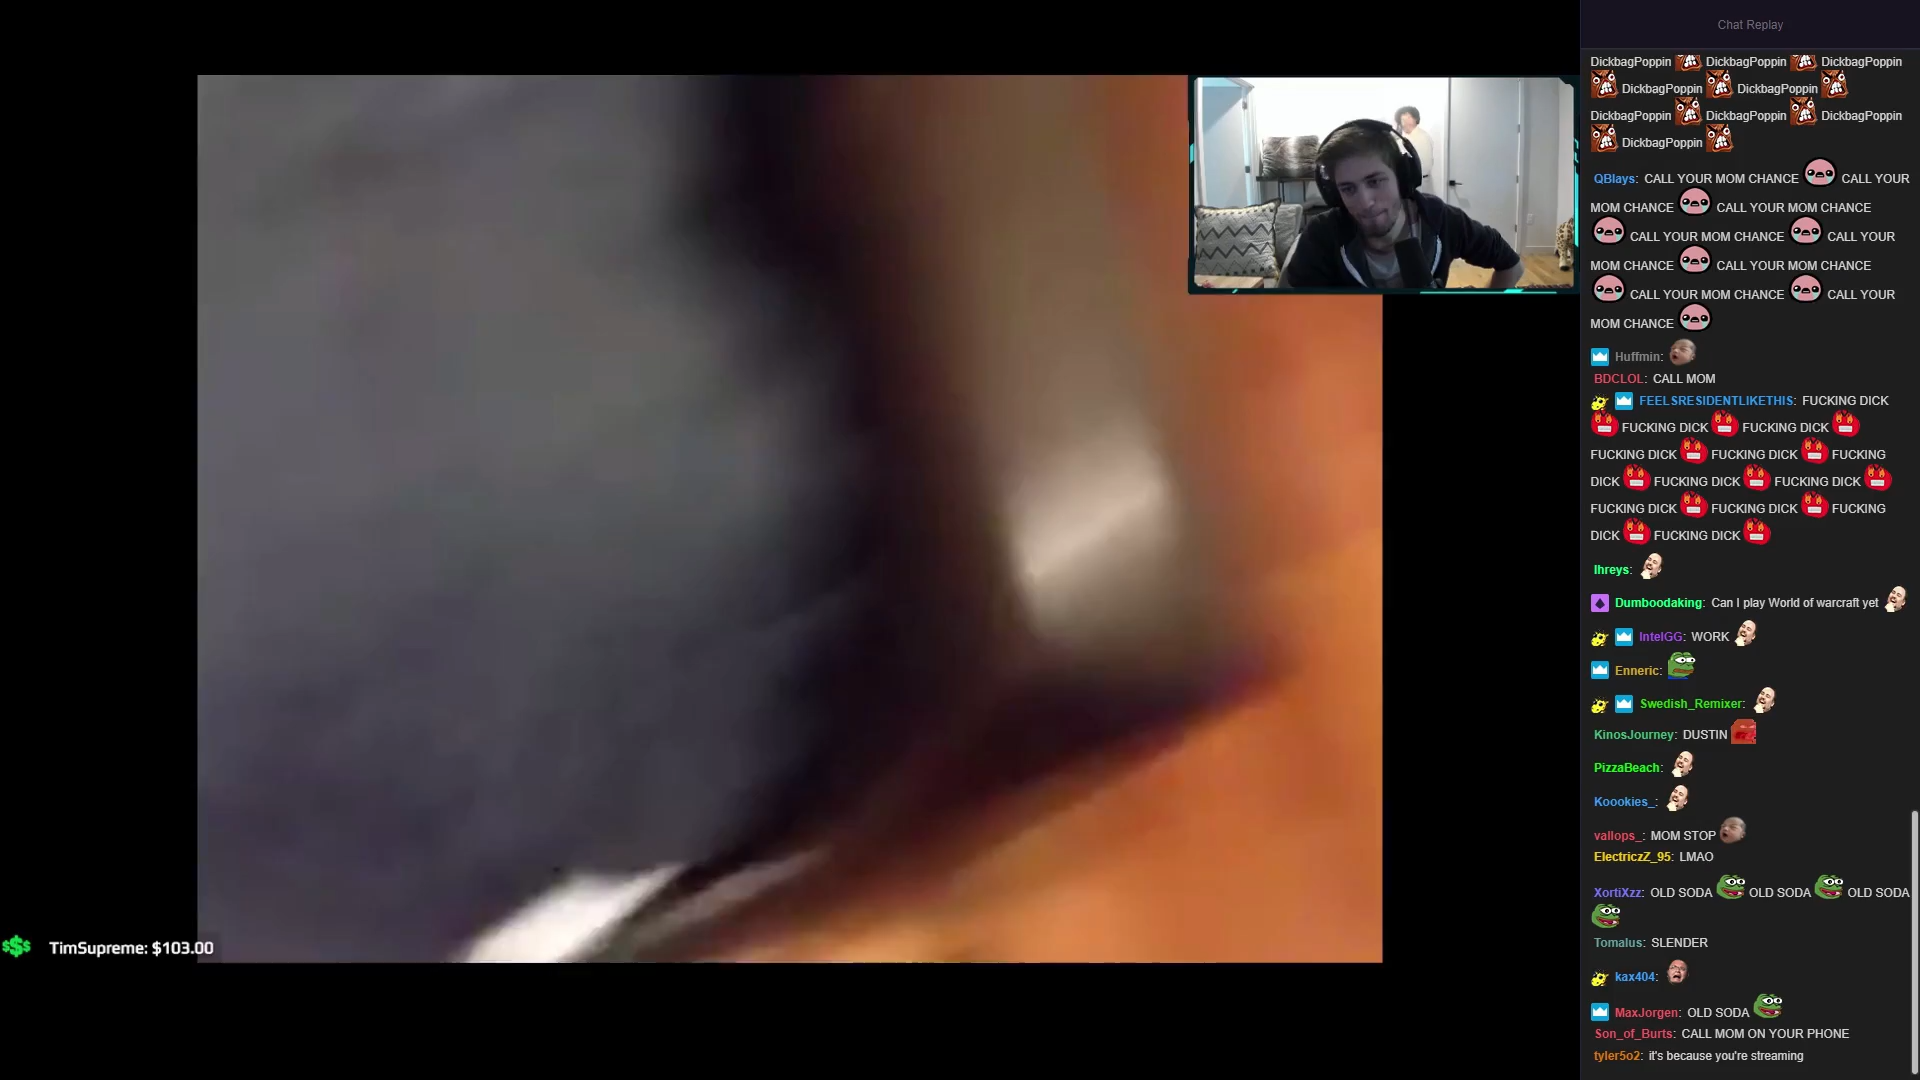 Chat Replay
DickbagPoppin DickbagPoppin DickbagPoppin
DickbagPoppin DickbagPoppin
DickbagPoppin DickbagPoppin DickbagPoppin
DickbagPoppin
QBlays: CALL YOUR MOM CHANCE CALL YOUR
MOM CHANCE CALL YOUR MOM CHANCE
CALL YOUR MOM CHANCE CALL YOUR
MOM CHANCE CALL YOUR MOM CHANCE
CALL YOUR MOM CHANCE CALL YOUR
MOM CHANCE
Huffmin:
BDCLOL: CALL MOM
FEELSRESIDENTLIKETHIS: FUCKING DICK
FUCKING DICK FUCKING DICK
FUCKING DICK FUCKING DICK FUCKING
DICK FUCKING DICK FUCKING DICK
FUCKING DICK FUCKING DICK FUCKING
DICK FUCKING DICK
Ihreys:
Dumboodaking: Can I play World of warcraft yet
IntelGG: WORK
Enneric:
Swedish_Remixer:
KinosJourney: DUSTIN
PizzaBeach:
Koookies_:
vallops_: MOM STOP
ElectriczZ_95: LMAO
XortiXzz: OLD SODA OLD SODA OLD SODA
Tomalus: SLENDER
kax404:
MaxJorgen: OLD SODA
Son_of_Burts: CALL MOM ON YOUR PHONE
tyler5o2: it's because you're streaming
TimSupreme: $103.00